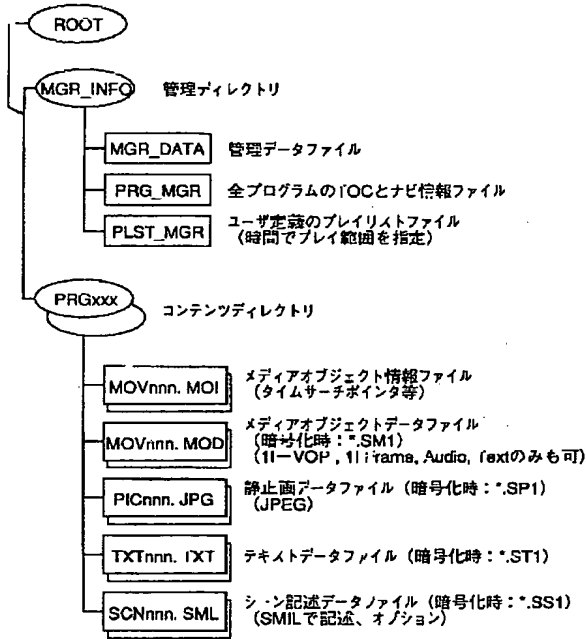 ROOT
MGR_INFO 管理ディレクトリ
MGR_DATA 管理データファイル
PRG_MGR 全プログラムのTOCとナビ情報ファイル
PLST_MGR ユーザ定義のプレイリストファイル
（時間でプレイ範囲を指定）
PRGxxx コンテンツディレクトリ
MOVnnn. MOI メディアオブジェクト情報ファイル
（タイムサーチポインタ等）
MOVnnn. MOD メディアオブジェクトデータファイル
（暗号化時：*.SM1）
VOP , Audio, Textのみも可）
PICnnn. JPG 静止画データファイル（暗号化時：*.SP1）
（JPEG）
TXTnnn. TXT テキストデータファイル（暗号化時：*.ST1）
SCNnnn. SML シーン記述データファイル（暗号化時：*.SS1）
（SMILで記述、オプション）